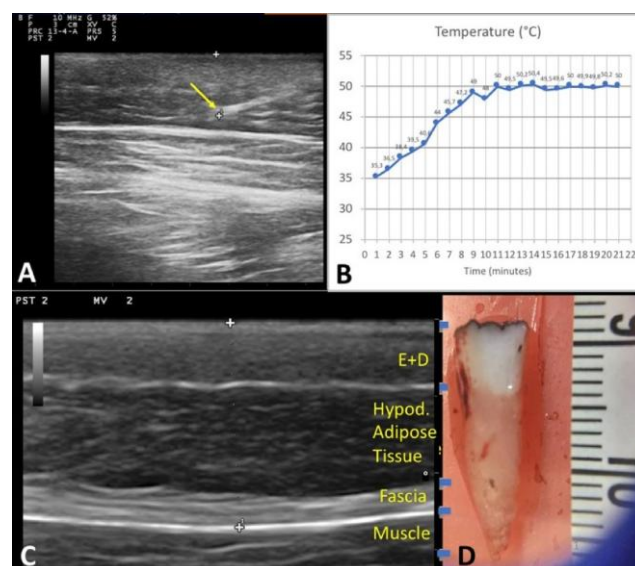 B F 10 MHz G 52%
P 3 cm XV C
PRC 13-4-A PRS 5
PST 2 MV 2
A
Temperature (°C)
55
50
45
40
35
30
25
35,3
36,5
38,4
39,5
40,6
44
45,7
47,2
48
50
49,5
50,2
50,4
49,5
49,6
50
49,9
49,8
50,2
50
0 1 2 3 4 5 6 7 8 9 10 11 12 13 14 15 16 17 18 19 20 21 22
Time (minutes)
B
PST 2 MV 2
E+D
Hypod.
Adipose
Tissue
Fascia
Muscle
C
9
D